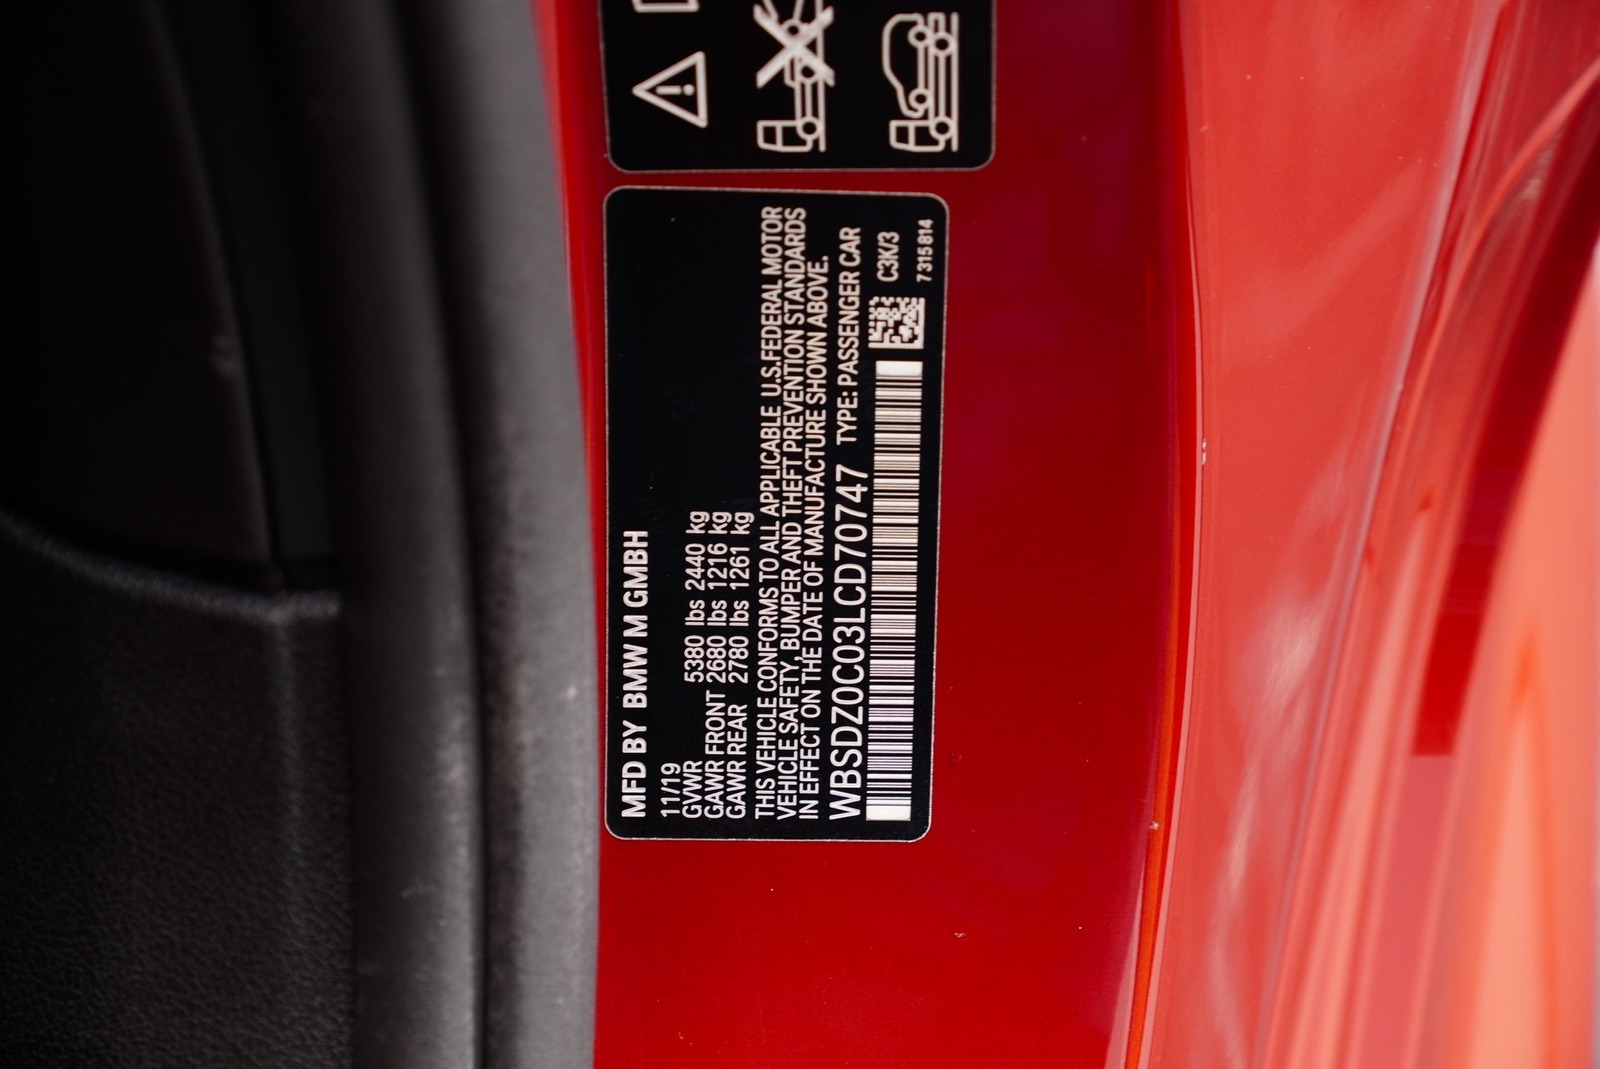 MFD BY BMW M GMBH
11/19
GVWR 5380 lbs 2440 kg
GAWR FRONT 2680 lbs 1216 kg
GAWR REAR 2780 lbs 1261 kg
THIS VEHICLE CONFORMS TO ALL APPLICABLE U.S.FEDERAL MOTOR
VEHICLE SAFETY, BUMPER AND THEFT PREVENTION STANDARDS
IN EFFECT ON THE DATE OF MANUFACTURE SHOWN ABOVE.
WBSDZ0C03LCD70747 TYPE: PASSENGER CAR
C3K/3
7315814